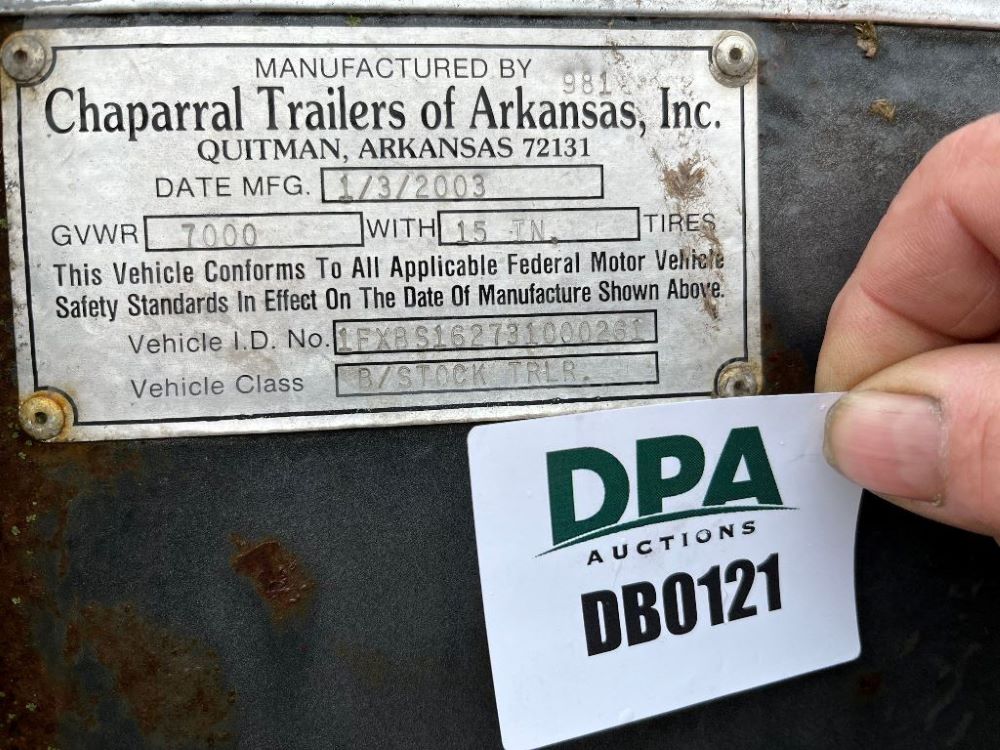 MANUFACTURED BY
981
Chaparral Trailers of Arkansas, Inc.
QUITMAN, ARKANSAS 72131
DATE MFG. 1/3/2003
GVWR 7000 WITH 15 IN. TIRES
This Vehicle Conforms To All Applicable Federal Motor Vehicle
Safety Standards In Effect On The Date Of Manufacture Shown Above.
Vehicle I.D. No. 1FXBS162731C00261
Vehicle Class B/STOCK TRLR.
DPA
AUCTIONS
DB0121